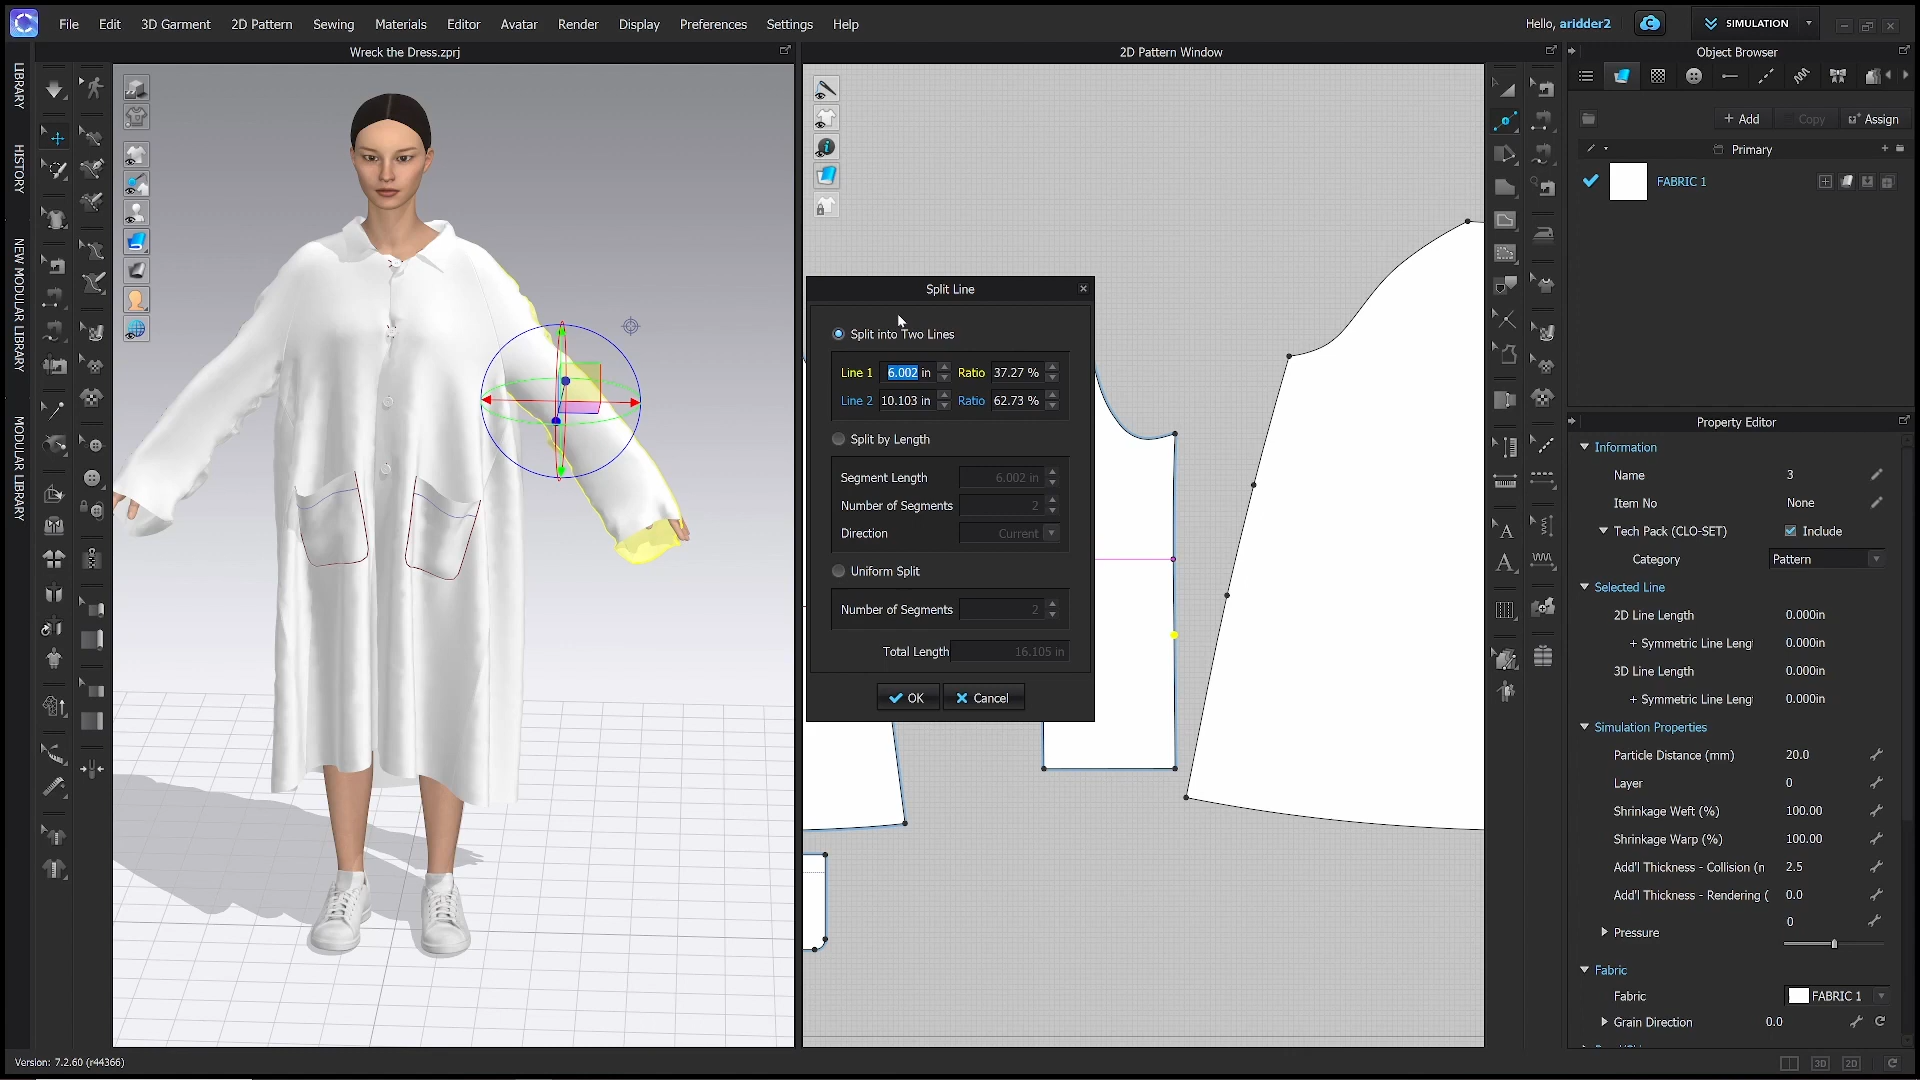 File Edit 3D Garment 2D Pattern Sewing Materials Editor Avatar Render Display Preferences Settings Help
Hello, aridder2
SIMULATION
Wreck the Dress.zprj
2D Pattern Window
Object Browser
LIBRARY
HISTORY
NEW MODULAR LIBRARY
MODULAR LIBRARY
+ Add Copy Assign
Primary
FABRIC 1
Split Line
Split into Two Lines
Line 1 6.002 in Ratio 37.27 %
Line 2 10.103 in Ratio 62.73 %
Split by Length
Segment Length 6.002 in
Number of Segments 2
Direction Current
Uniform Split
Number of Segments 2
Total Length 16.105 in
OK Cancel
Property Editor
Information
Name 3
Item No None
Tech Pack (CLO-SET) Include
Category Pattern
Selected Line
2D Line Length 0.000in
+ Symmetric Line Leng 0.000in
3D Line Length 0.000in
+ Symmetric Line Leng 0.000in
Simulation Properties
Particle Distance (mm) 20.0
Layer 0
Shrinkage Weft (%) 100.00
Shrinkage Warp (%) 100.00
Add'l Thickness - Collision (n 2.5
Add'l Thickness - Rendering ( 0.0
Pressure 0
Fabric
Fabric FABRIC 1
Grain Direction 0.0
Version: 7.2.60 (r44366)
3D 2D